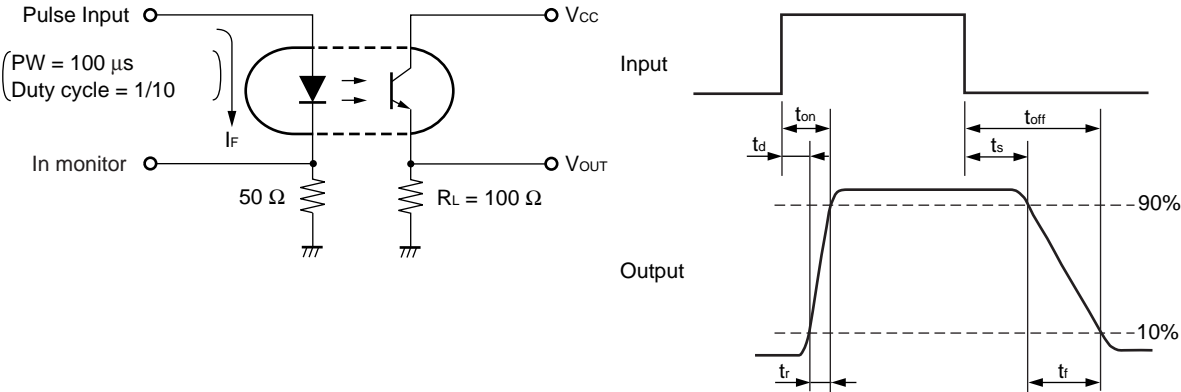 Pulse Input
VCC
PW = 100 μs
Duty cycle = 1/10
IF
In monitor
VOUT
50 Ω
RL = 100 Ω
Input
ton
toff
td
ts
90%
Output
10%
tr
tf